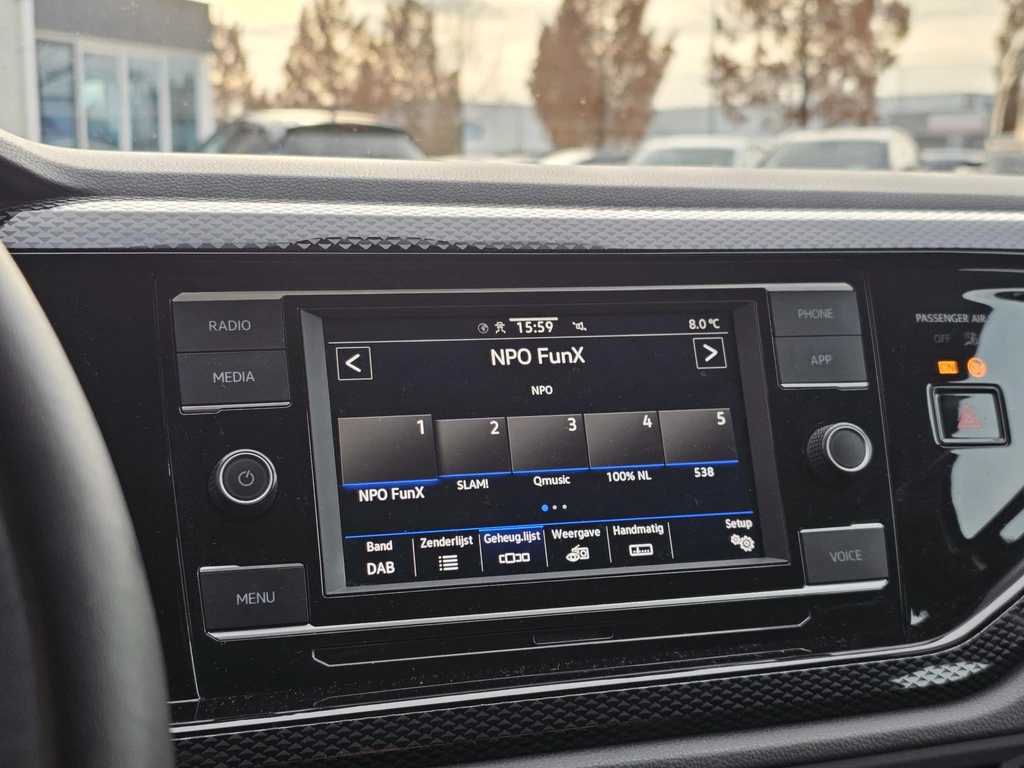 RADIO
MEDIA
MENU
15:59
8.0 °C
<
NPO FunX
>
NPO
1
2
3
4
5
NPO FunX
SLAM!
Qmusic
100% NL
538
Band
DAB
Zenderlijst
Geheug.lijst
Weergave
Handmatig
Setup
PHONE
APP
VOICE
PASSENGER AIR
OFF
ON